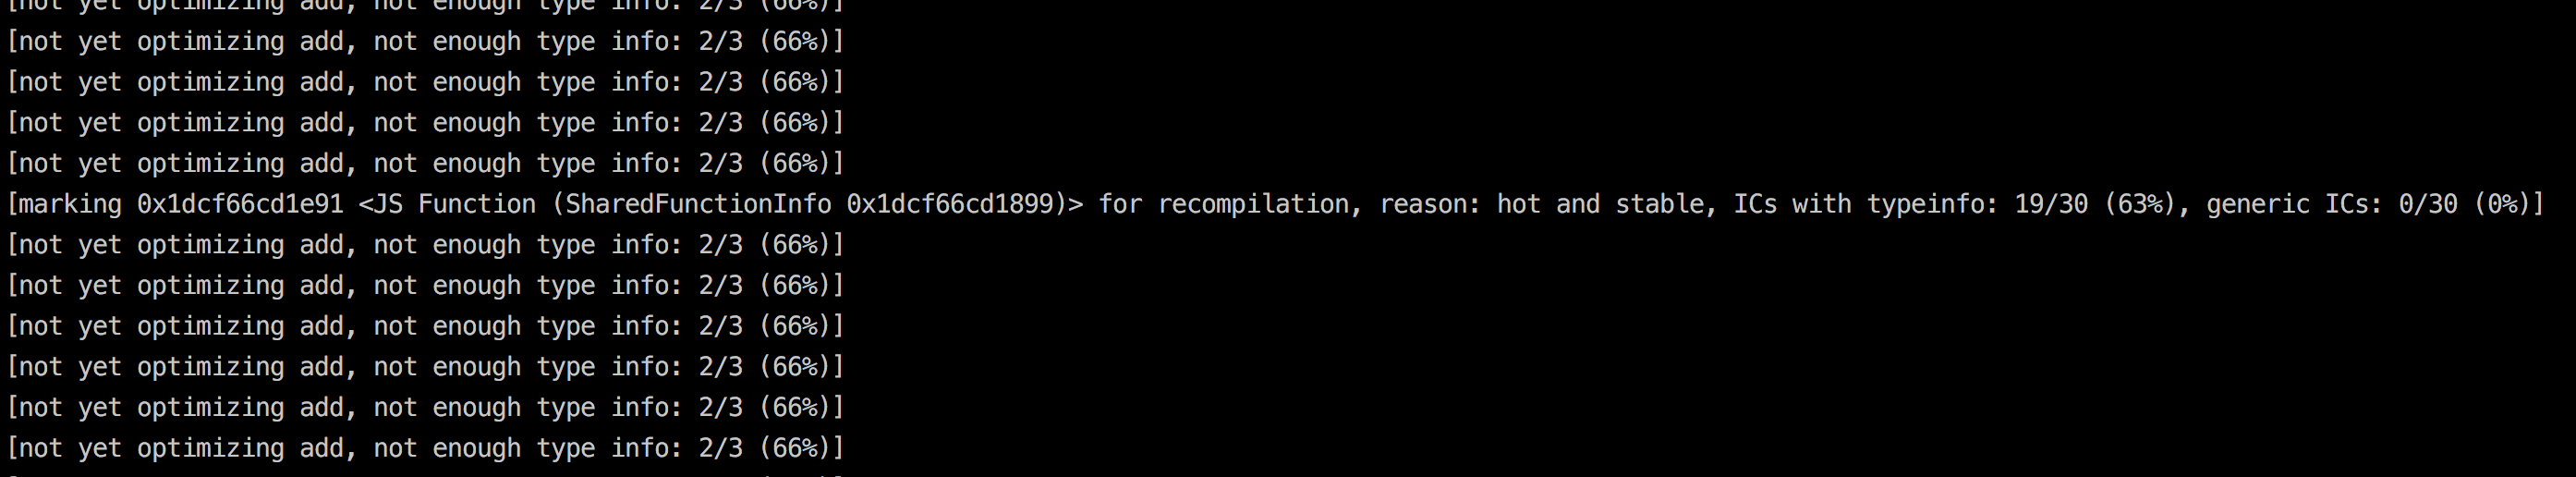 [not yet optimizing add, not enough type info: 2/3 (66%)]
[not yet optimizing add, not enough type info: 2/3 (66%)]
[not yet optimizing add, not enough type info: 2/3 (66%)]
[not yet optimizing add, not enough type info: 2/3 (66%)]
[not yet optimizing add, not enough type info: 2/3 (66%)]
[marking 0x1dcf66cd1e91 <JS Function (SharedFunctionInfo 0x1dcf66cd1899)> for recompilation, reason: hot and stable, ICs with typeinfo: 19/30 (63%), generic ICs: 0/30 (0%)]
[not yet optimizing add, not enough type info: 2/3 (66%)]
[not yet optimizing add, not enough type info: 2/3 (66%)]
[not yet optimizing add, not enough type info: 2/3 (66%)]
[not yet optimizing add, not enough type info: 2/3 (66%)]
[not yet optimizing add, not enough type info: 2/3 (66%)]
[not yet optimizing add, not enough type info: 2/3 (66%)]